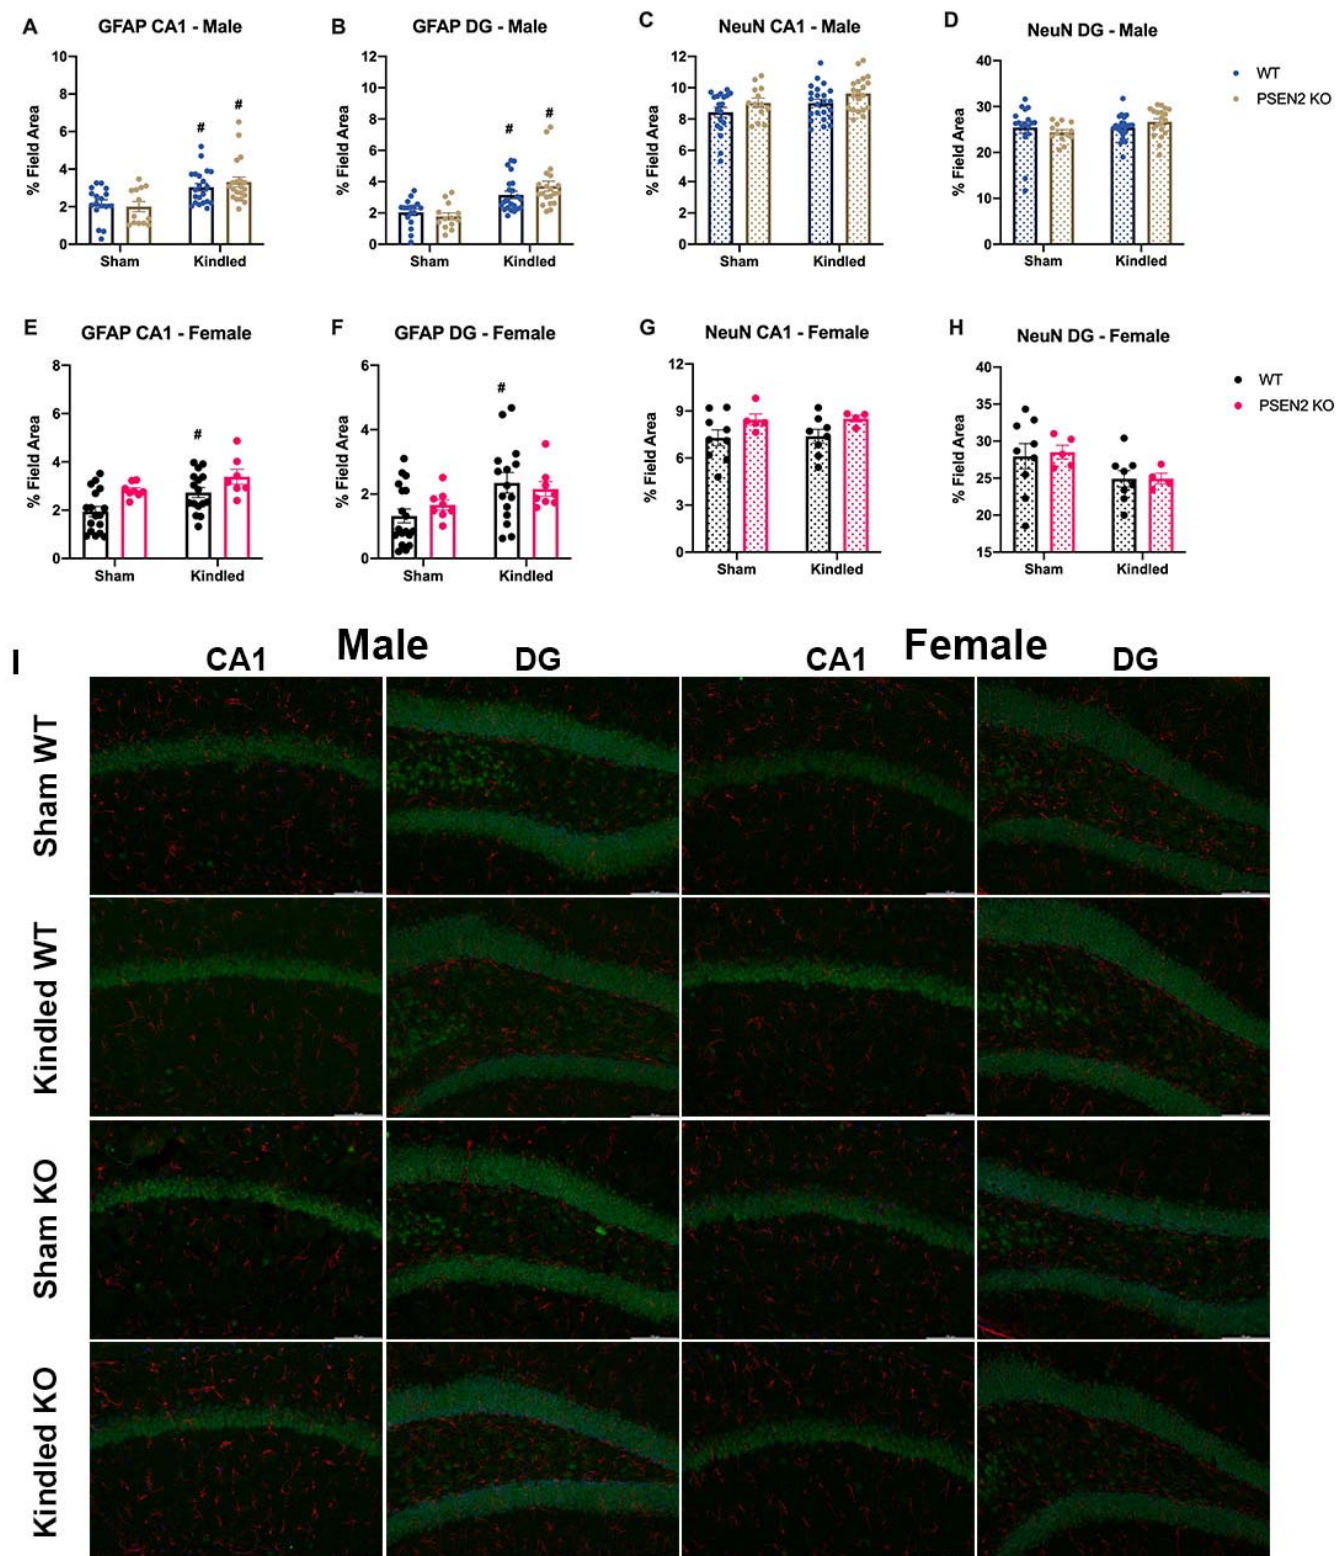 A
GFAP CA1 - Male
% Field Area
10
8
6
4
2
0
#
#
Sham
Kindled
B
GFAP DG - Male
% Field Area
12
10
8
6
4
2
0
#
#
Sham
Kindled
C
NeuN CA1 - Male
% Field Area
12
10
8
6
4
2
0
Sham
Kindled
D
NeuN DG - Male
% Field Area
40
30
20
10
0
Sham
Kindled
WT
PSEN2 KO
E
GFAP CA1 - Female
% Field Area
8
6
4
2
0
#
Sham
Kindled
F
GFAP DG - Female
% Field Area
6
4
2
0
#
Sham
Kindled
G
NeuN CA1 - Female
% Field Area
12
9
6
3
0
Sham
Kindled
H
NeuN DG - Female
% Field Area
40
35
30
25
20
15
Sham
Kindled
WT
PSEN2 KO
I
Male
Female
CA1
DG
CA1
DG
Sham WT
Kindled WT
Sham KO
Kindled KO